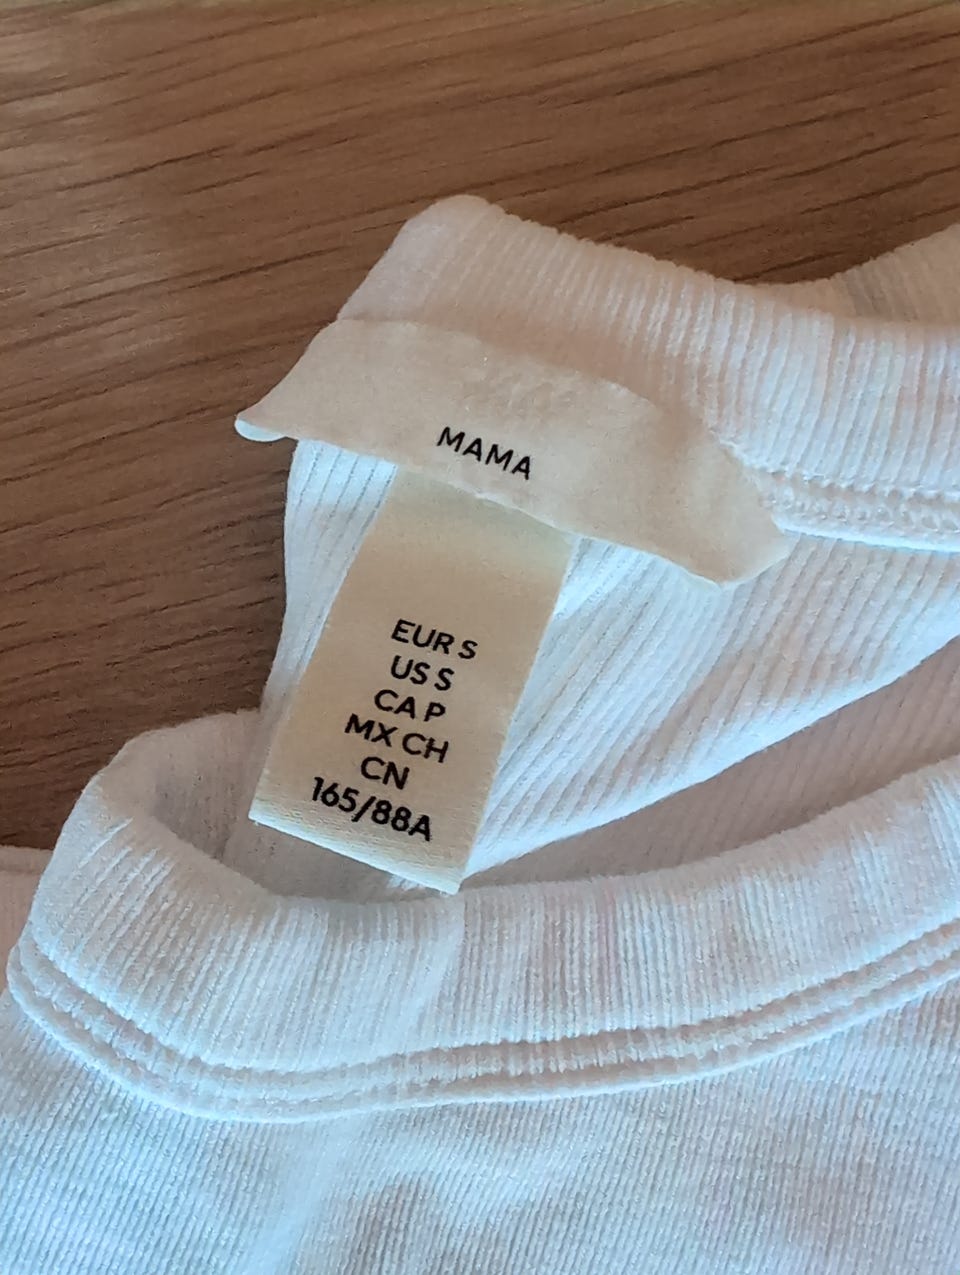 MAMA
EUR S
US S
CA P
MX CH
CN
165/88A